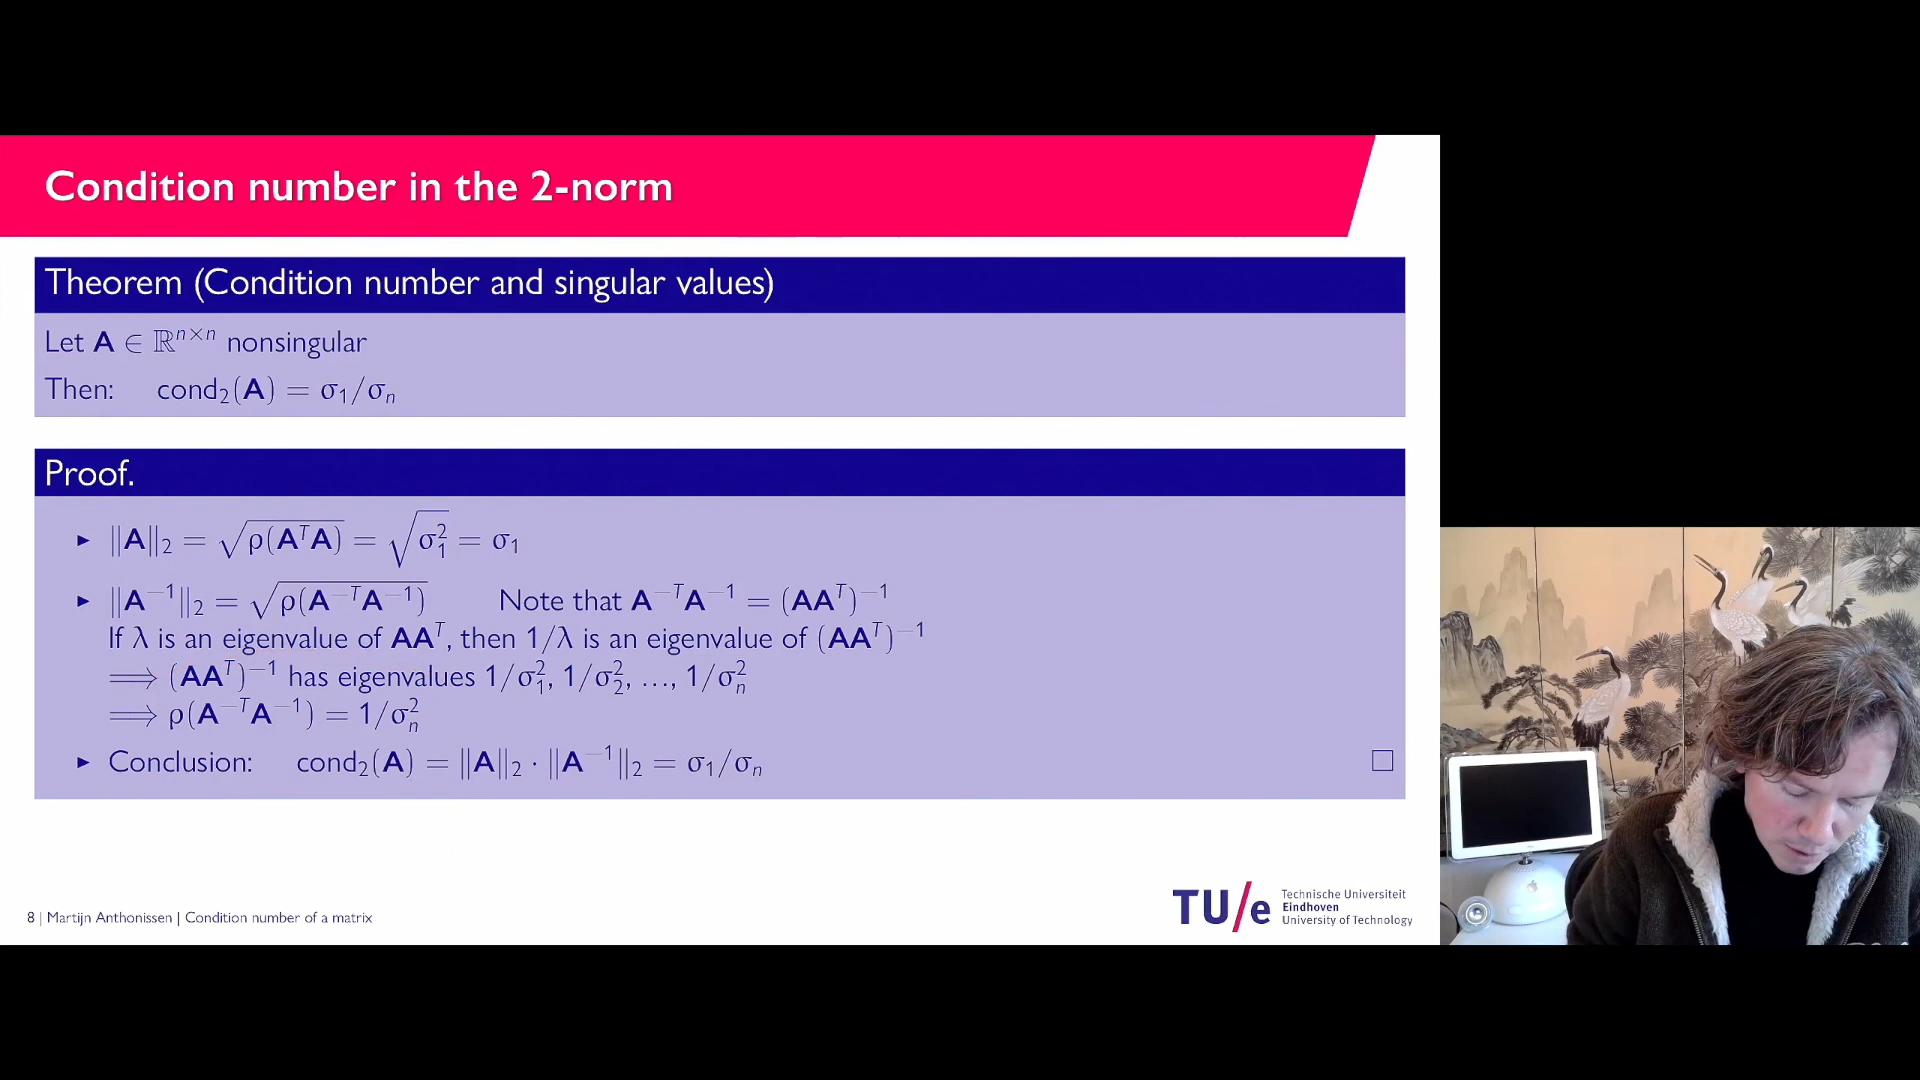 Condition number in the 2-norm
Theorem (Condition number and singular values)
Let A ∈ ℝⁿˣⁿ nonsingular
Then: cond₂(A) = σ₁/σₙ
Proof.
▸ ‖A‖₂ = √ρ(AᵀA) = √σ₁² = σ₁
▸ ‖A⁻¹‖₂ = √ρ(A⁻ᵀA⁻¹) Note that A⁻ᵀA⁻¹ = (AAᵀ)⁻¹
If λ is an eigenvalue of AAᵀ, then 1/λ is an eigenvalue of (AAᵀ)⁻¹
⟹ (AAᵀ)⁻¹ has eigenvalues 1/σ₁², 1/σ₂², …, 1/σₙ²
⟹ ρ(A⁻ᵀA⁻¹) = 1/σₙ²
▸ Conclusion: cond₂(A) = ‖A‖₂ · ‖A⁻¹‖₂ = σ₁/σₙ □
8 | Martijn Anthonissen | Condition number of a matrix
TU/e Technische Universiteit
Eindhoven
University of Technology